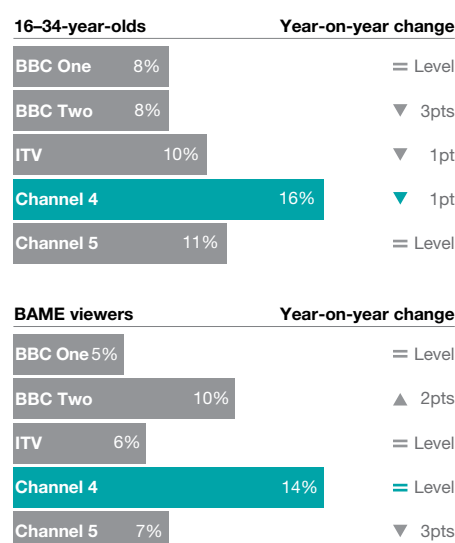 16–34-year-olds Year-on-year change
BBC One 8% = Level
BBC Two 8% ▼ 3pts
ITV 10% ▼ 1pt
Channel 4 16% ▼ 1pt
Channel 5 11% = Level
BAME viewers Year-on-year change
BBC One 5% = Level
BBC Two 10% ▲ 2pts
ITV 6% = Level
Channel 4 14% = Level
Channel 5 7% ▼ 3pts